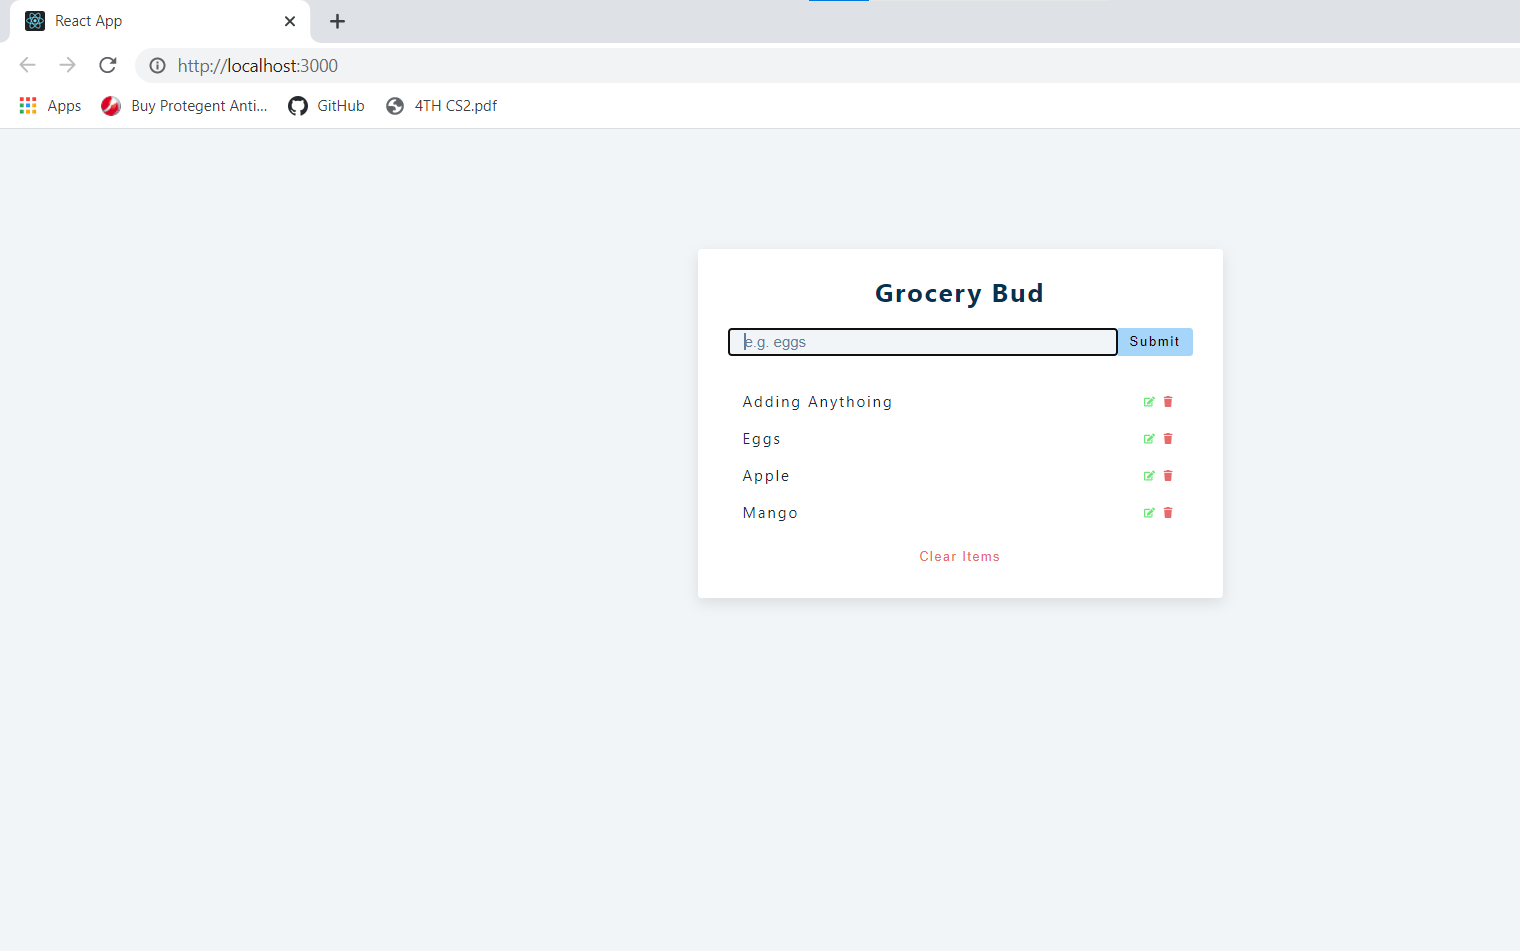 React App
http://localhost:3000
Apps Buy Protegent Anti... GitHub 4TH CS2.pdf
Grocery Bud
e.g. eggs Submit
Adding Anythoing
Eggs
Apple
Mango
Clear Items